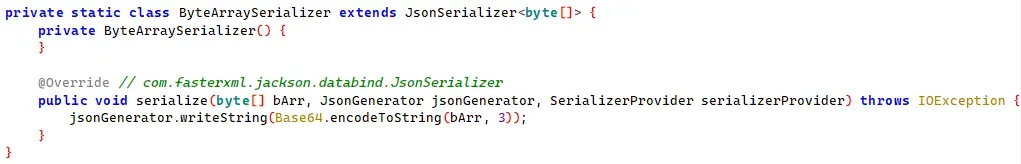 private static class ByteArraySerializer extends JsonSerializer<byte[]> {
    private ByteArraySerializer() {
    }

    @Override // com.fasterxml.jackson.databind.JsonSerializer
    public void serialize(byte[] bArr, JsonGenerator jsonGenerator, SerializerProvider serializerProvider) throws IOException {
        jsonGenerator.writeString(Base64.encodeToString(bArr, 3));
    }
}